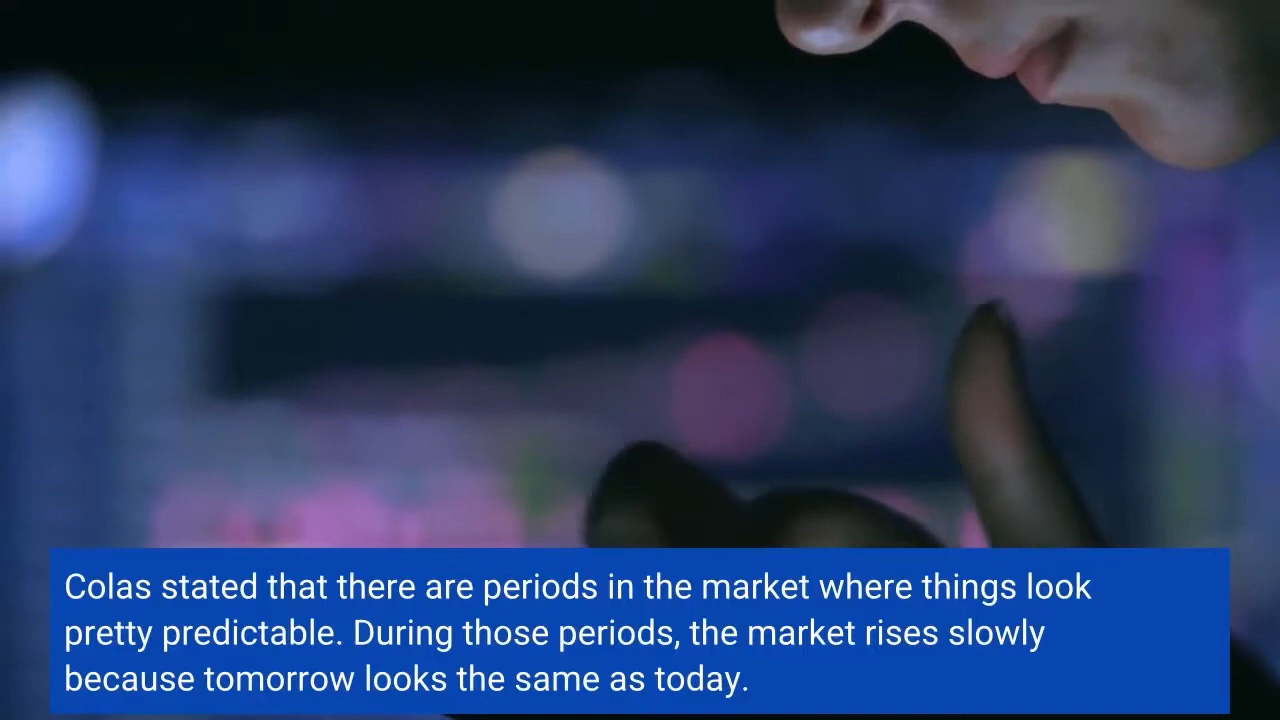 Colas stated that there are periods in the market where things look
pretty predictable. During those periods, the market rises slowly
because tomorrow looks the same as today.